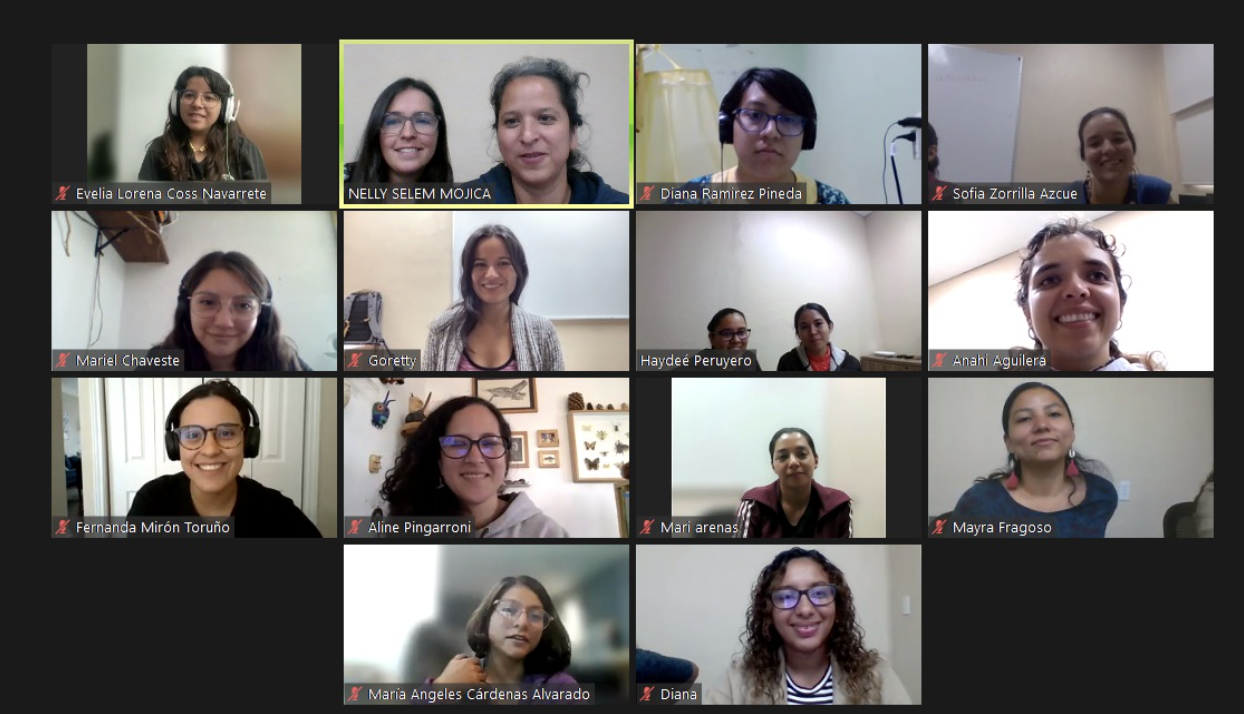 Evelia Lorena Coss Navarrete
NELLY SELEM MOJICA
Diana Ramirez Pineda
Sofia Zorrilla Azcue
Mariel Chaveste
Goretty
Haydeé Peruyero
Anahi Aguilera
Fernanda Mirón Toruño
Aline Pingarroni
Mari arenas
Mayra Fragoso
María Angeles Cárdenas Alvarado
Diana